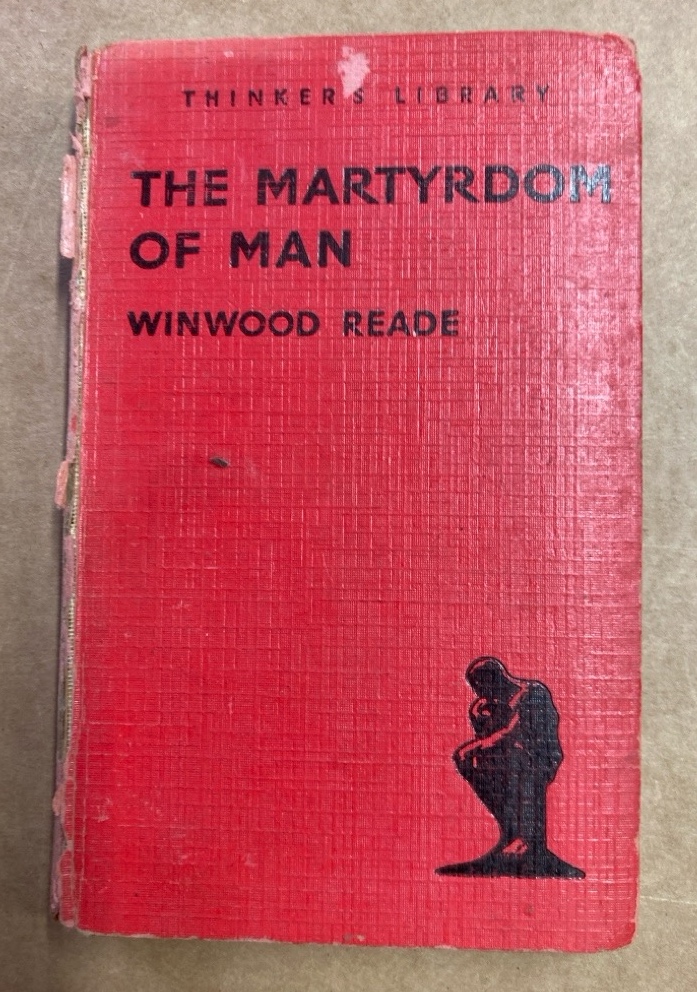 THINKER'S LIBRARY
THE MARTYRDOM
OF MAN
WINWOOD READE